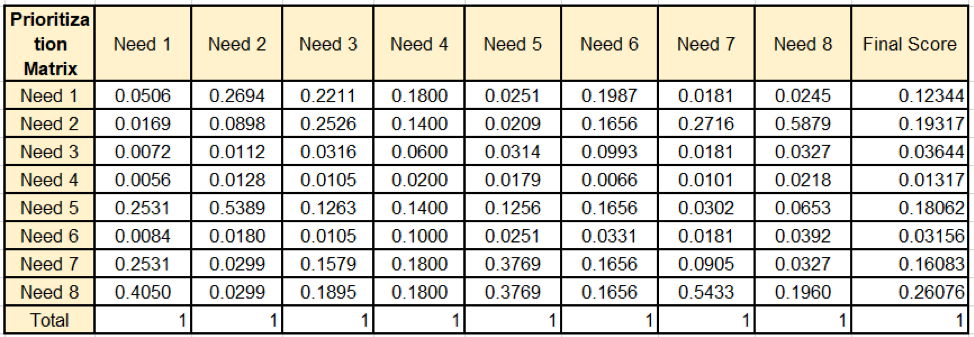 Prioritiza
tion
Matrix Need 1 Need 2 Need 3 Need 4 Need 5 Need 6 Need 7 Need 8 Final Score
Need 1 0.0506 0.2694 0.2211 0.1800 0.0251 0.1987 0.0181 0.0245 0.12344
Need 2 0.0169 0.0898 0.2526 0.1400 0.0209 0.1656 0.2716 0.5879 0.19317
Need 3 0.0072 0.0112 0.0316 0.0600 0.0314 0.0993 0.0181 0.0327 0.03644
Need 4 0.0056 0.0128 0.0105 0.0200 0.0179 0.0066 0.0101 0.0218 0.01317
Need 5 0.2531 0.5389 0.1263 0.1400 0.1256 0.1656 0.0302 0.0653 0.18062
Need 6 0.0084 0.0180 0.0105 0.1000 0.0251 0.0331 0.0181 0.0392 0.03156
Need 7 0.2531 0.0299 0.1579 0.1800 0.3769 0.1656 0.0905 0.0327 0.16083
Need 8 0.4050 0.0299 0.1895 0.1800 0.3769 0.1656 0.5433 0.1960 0.26076
Total 1 1 1 1 1 1 1 1 1